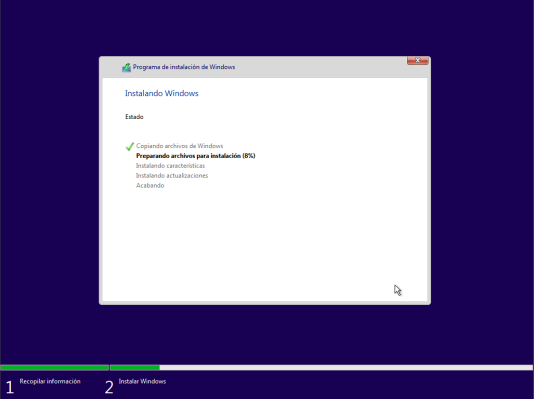 Programa de instalación de Windows
Instalando Windows
Estado
Copiando archivos de Windows
Preparando archivos para instalación (8%)
Instalando características
Instalando actualizaciones
Acabando
1 Recopilar información
2 Instalar Windows